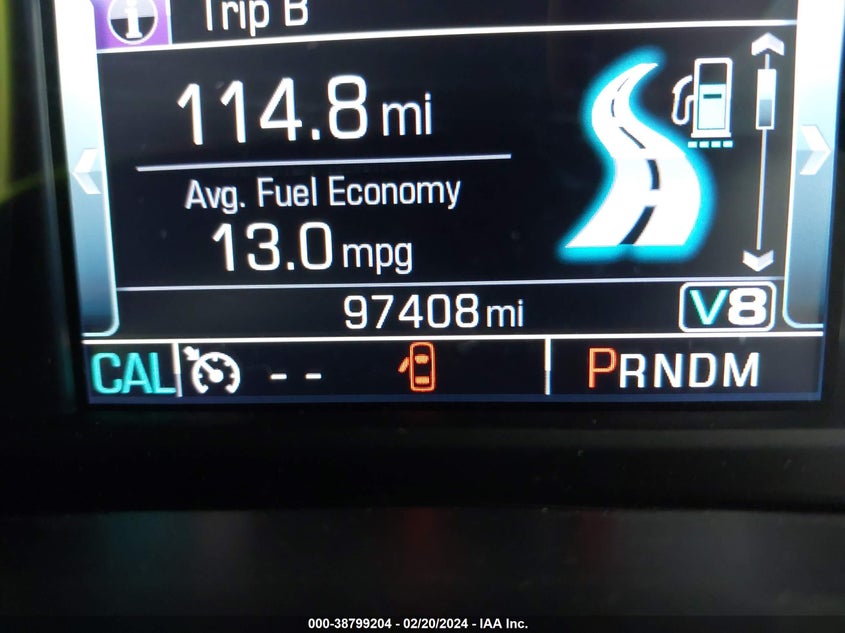 Trip B
114.8 mi
Avg. Fuel Economy
13.0 mpg
97408 mi
V8
CAL
- -
PRNDM
000-38799204 - 02/20/2024 - IAA Inc.